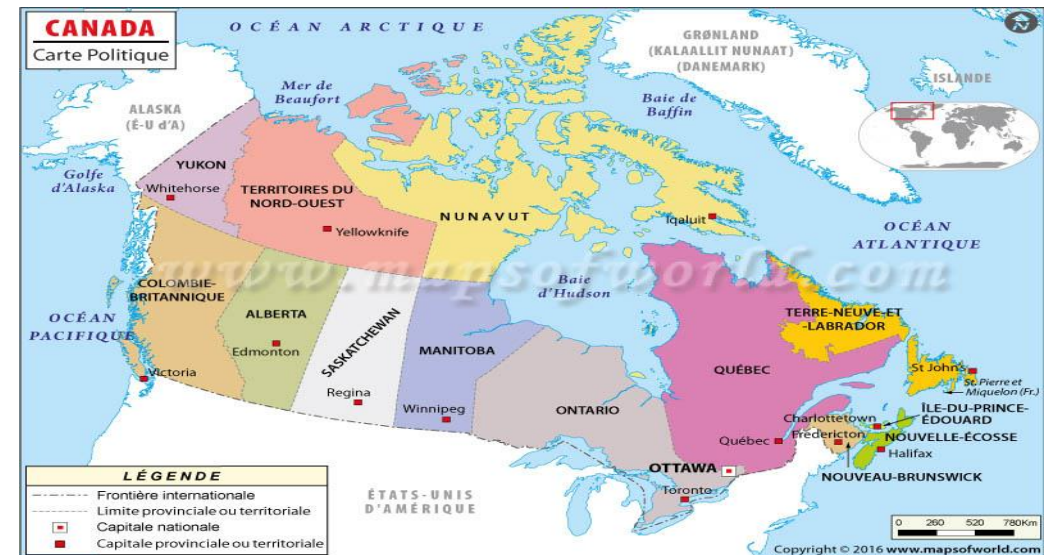 CANADA
Carte Politique
OCÉAN ARCTIQUE
GRØNLAND
(KALAALLIT NUNAAT)
(DANEMARK)
ISLANDE
Mer de
Beaufort
Baie de
Baffin
ALASKA
(É-U d'A)
Golfe
d'Alaska
YUKON
Whitehorse
TERRITOIRES DU
NORD-OUEST
Yellowknife
NUNAVUT
Iqaluit
OCÉAN
ATLANTIQUE
www.mapsofworld.com
COLOMBIE-
BRITANNIQUE
Baie
d'Hudson
OCÉAN
PACIFIQUE
ALBERTA
Edmonton
SASKATCHEWAN
MANITOBA
TERRE-NEUVE-ET
-LABRADOR
QUÉBEC
Victoria
Regina
Winnipeg
ONTARIO
St John's
St. Pierre et
Miquelon (Fr.)
Charlottetown
ÎLE-DU-PRINCE-
ÉDOUARD
Québec
Fredericton
NOUVELLE-ÉCOSSE
Halifax
NOUVEAU-BRUNSWICK
OTTAWA
Toronto
ÉTATS-UNIS
D'AMÉRIQUE
LÉGENDE
Frontière internationale
Limite provinciale ou territoriale
Capitale nationale
Capitale provinciale ou territoriale
0 260 520 780Km
Copyright © 2016 www.mapsofworld.com
N